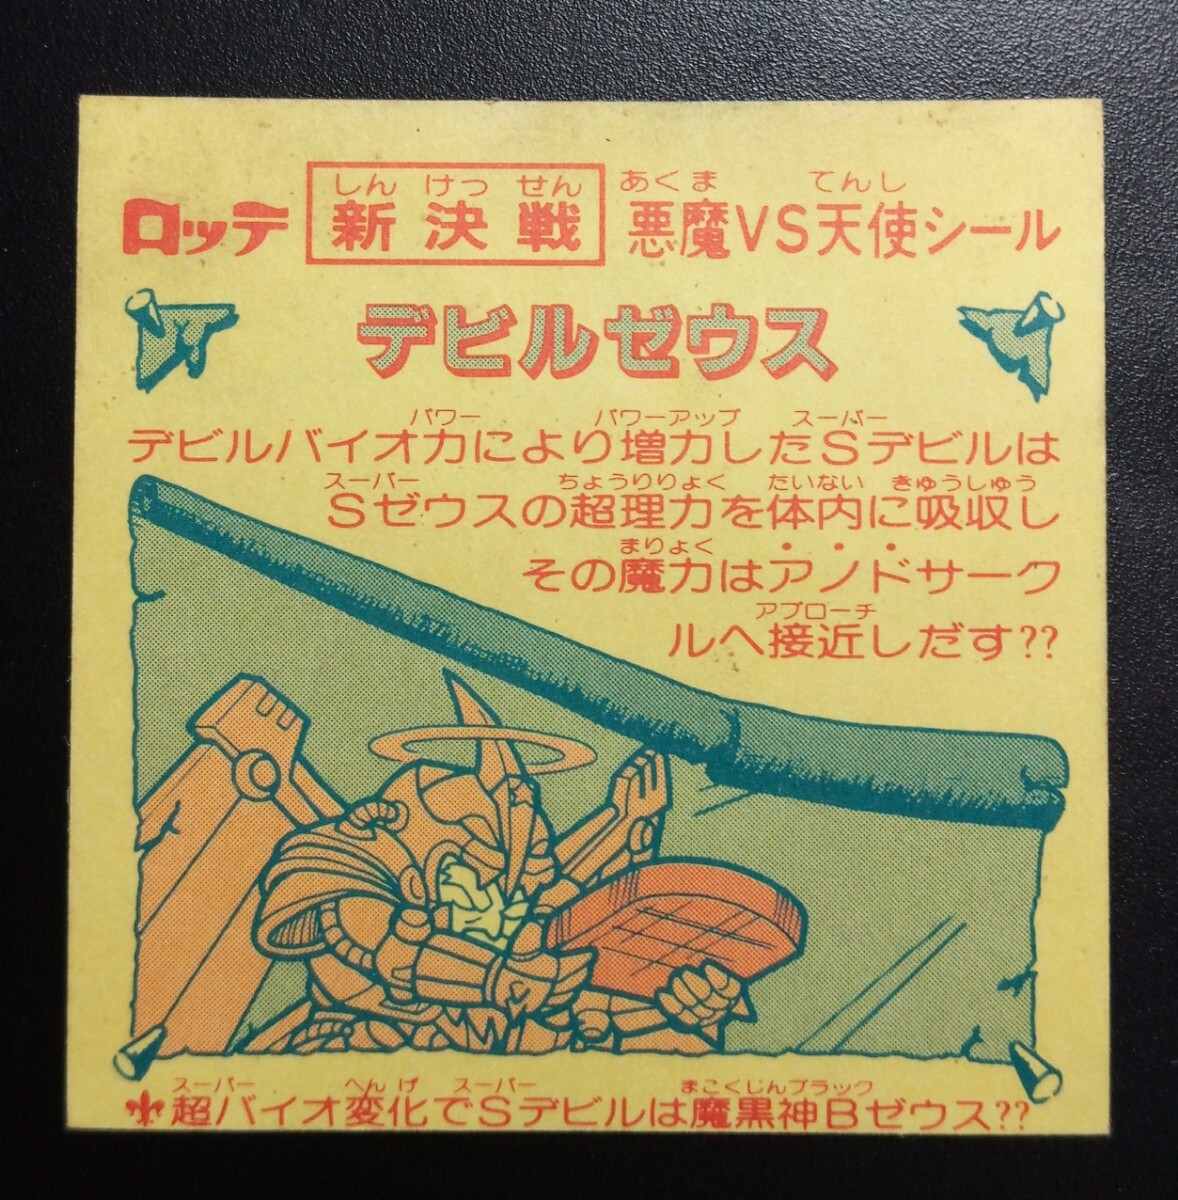 ロッテ 新決戦 悪魔VS天使シール
しん けっ せん あくま てんし
デビルゼウス
パワー パワーアップ スーパー
デビルバイオ力により増力したSデビルは
スーパー ちょうりりょく たいない きゅうしゅう
Sゼウスの超理力を体内に吸収し
まりょく
その魔力はアノドサーク
アプローチ
ルへ接近しだす??
スーパー へんげ スーパー まこくじんブラック
超バイオ変化でSデビルは魔黒神Bゼウス??